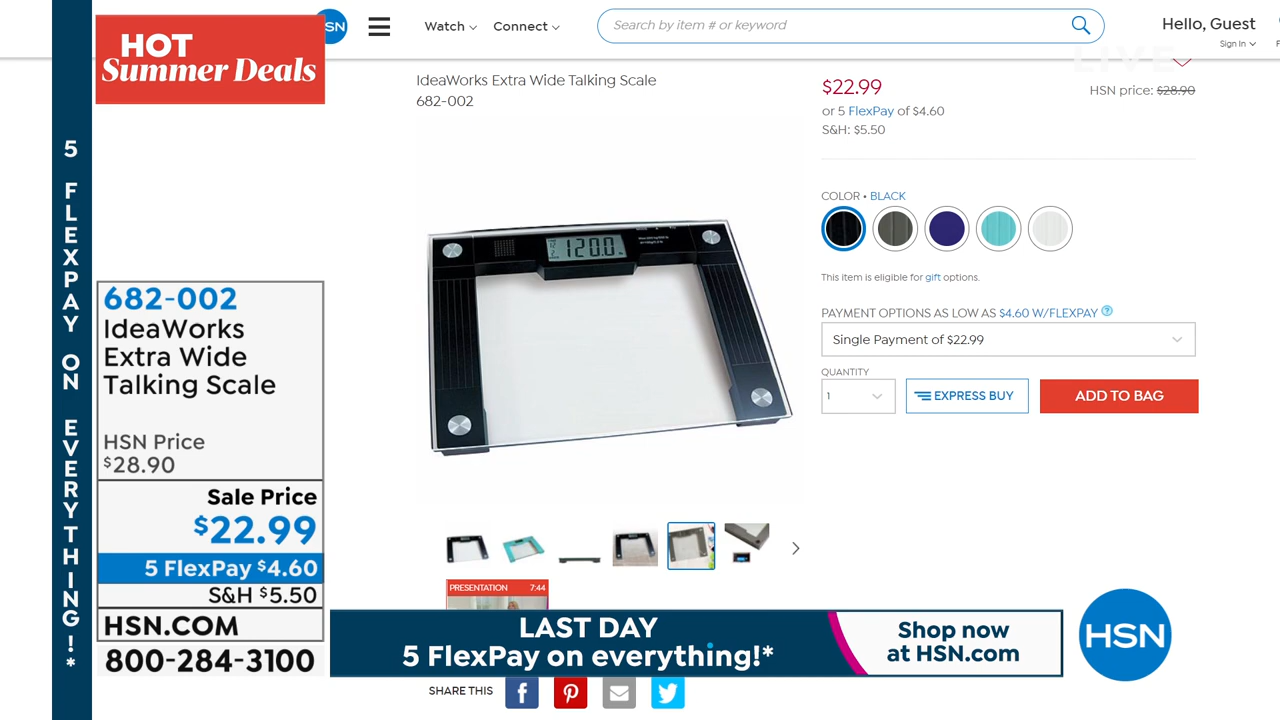 HOT
Summer Deals
5 FLEXPAY ON EVERYTHING!*
682-002
IdeaWorks
Extra Wide
Talking Scale
HSN Price
$28.90
Sale Price
$22.99
5 FlexPay $4.60
S&H $5.50
HSN.COM
800-284-3100
SN
Watch
Connect
Search by item # or keyword
Hello, Guest
Sign In
LIVE
IdeaWorks Extra Wide Talking Scale
682-002
120.0
$22.99
HSN price: $28.90
or 5 FlexPay of $4.60
S&H: $5.50
COLOR • BLACK
This item is eligible for gift options.
PAYMENT OPTIONS AS LOW AS $4.60 W/FLEXPAY ?
Single Payment of $22.99
QUANTITY
1
EXPRESS BUY
ADD TO BAG
PRESENTATION 7:44
LAST DAY
5 FlexPay on everything!*
Shop now
at HSN.com
HSN
SHARE THIS